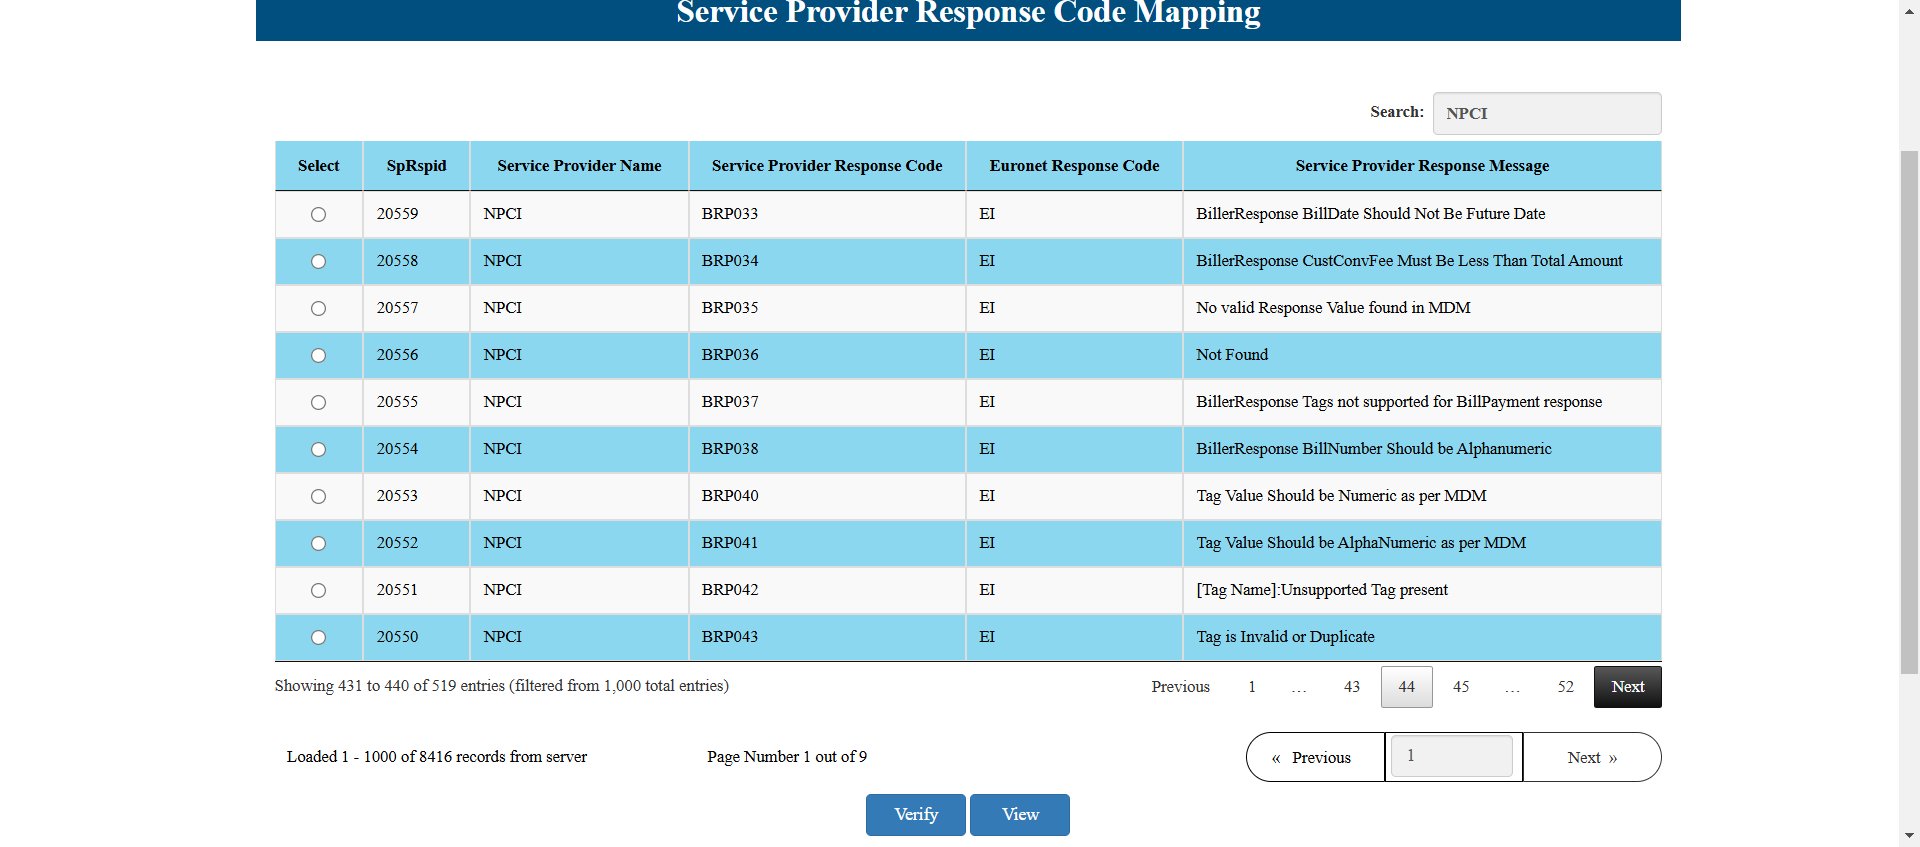 Service Provider Response Code Mapping
Search: NPCI
Select SpRspid Service Provider Name Service Provider Response Code Euronet Response Code Service Provider Response Message
20559 NPCI BRP033 EI BillerResponse BillDate Should Not Be Future Date
20558 NPCI BRP034 EI BillerResponse CustConvFee Must Be Less Than Total Amount
20557 NPCI BRP035 EI No valid Response Value found in MDM
20556 NPCI BRP036 EI Not Found
20555 NPCI BRP037 EI BillerResponse Tags not supported for BillPayment response
20554 NPCI BRP038 EI BillerResponse BillNumber Should be Alphanumeric
20553 NPCI BRP040 EI Tag Value Should be Numeric as per MDM
20552 NPCI BRP041 EI Tag Value Should be AlphaNumeric as per MDM
20551 NPCI BRP042 EI [Tag Name]:Unsupported Tag present
20550 NPCI BRP043 EI Tag is Invalid or Duplicate
Showing 431 to 440 of 519 entries (filtered from 1,000 total entries) Previous 1 … 43 44 45 … 52 Next
Loaded 1 - 1000 of 8416 records from server Page Number 1 out of 9 « Previous 1 Next »
Verify View